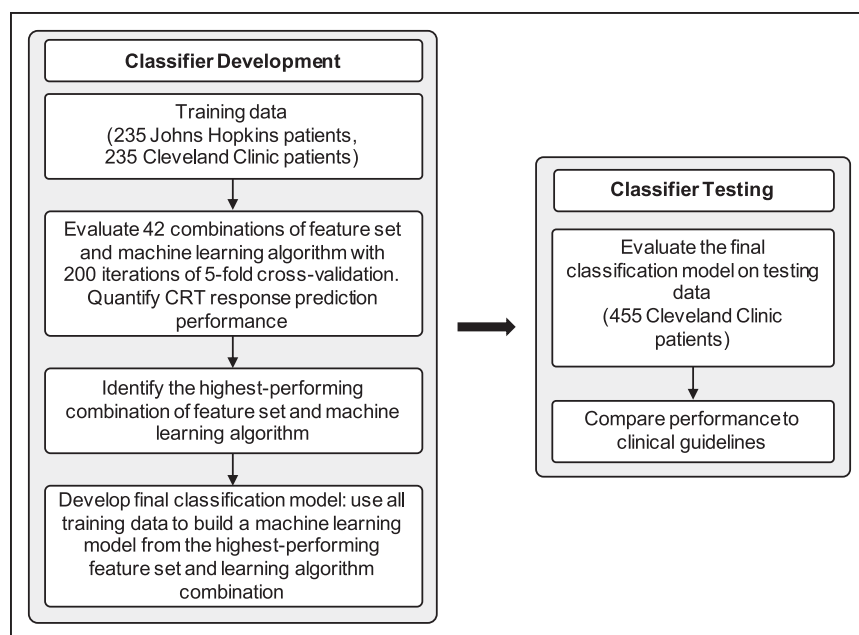 Classifier Development
Training data
(235 Johns Hopkins patients,
235 Cleveland Clinic patients)
Evaluate 42 combinations of feature set
and machine learning algorithm with
200 iterations of 5-fold cross-validation.
Quantify CRT response prediction
performance
Identify the highest-performing
combination of feature set and machine
learning algorithm
Develop final classification model: use all
training data to build a machine learning
model from the highest-performing
feature set and learning algorithm
combination
Classifier Testing
Evaluate the final
classification model on testing
data
(455 Cleveland Clinic
patients)
Compare performance to
clinical guidelines